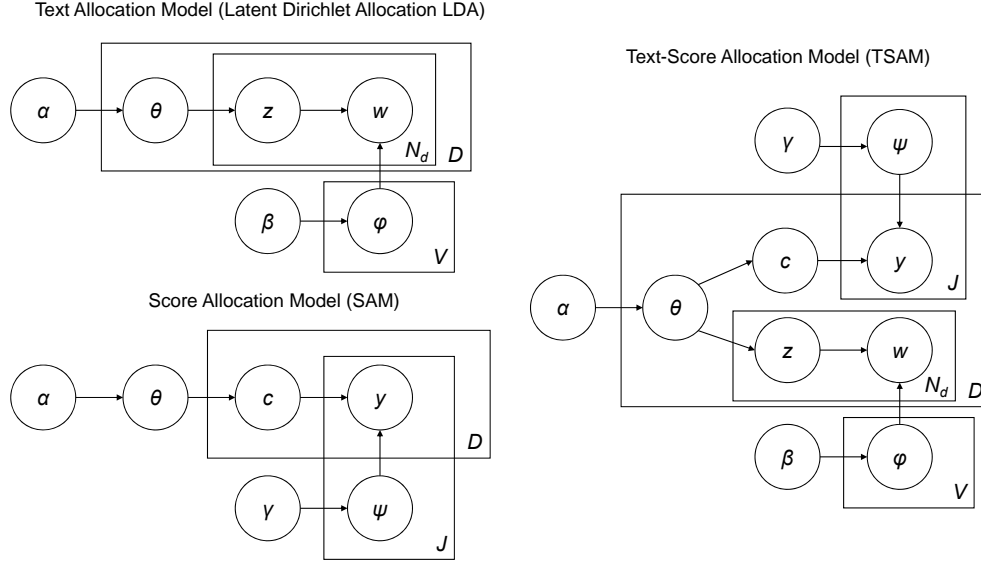 Text Allocation Model (Latent Dirichlet Allocation LDA)
α
θ
z
w
N_d
D
β
φ
V
Score Allocation Model (SAM)
α
θ
c
y
D
γ
ψ
J
Text-Score Allocation Model (TSAM)
γ
ψ
c
y
J
α
θ
z
w
N_d
D
β
φ
V